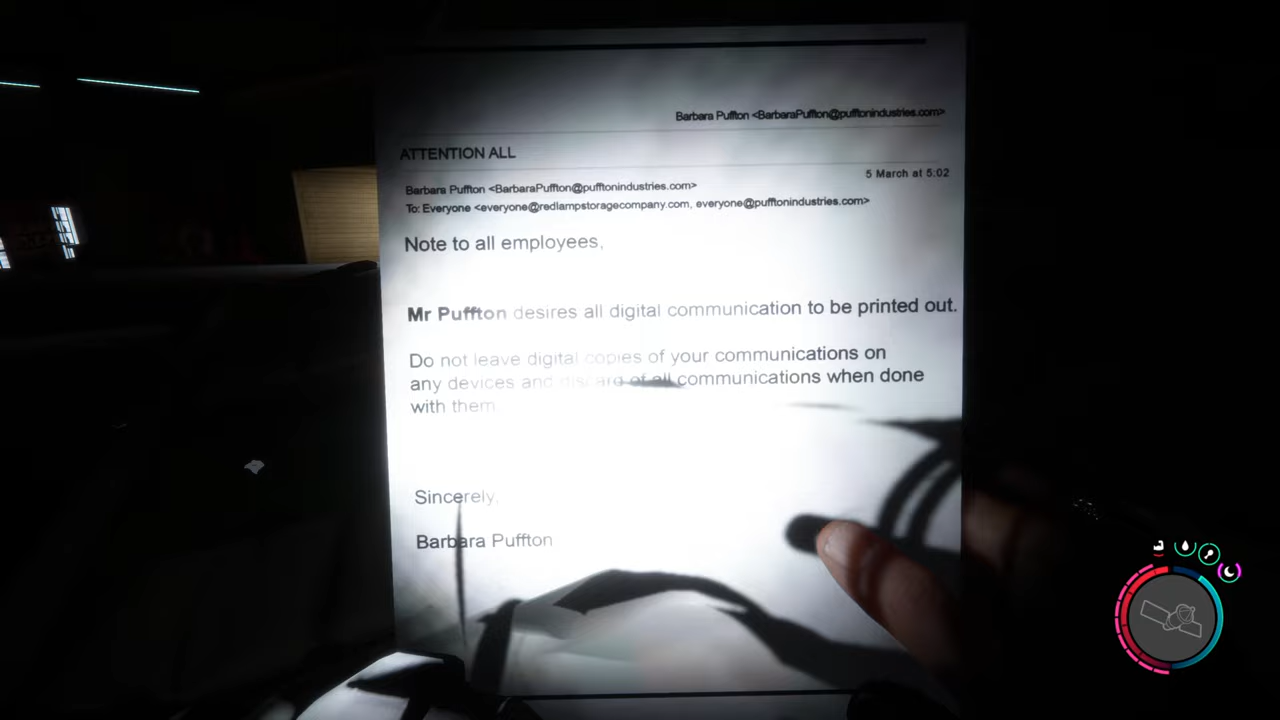 Barbara Puffton <BarbaraPuffton@pufftonindustries.com>
ATTENTION ALL
5 March at 5:02
Barbara Puffton <BarbaraPuffton@pufftonindustries.com>
To: Everyone <everyone@redlampstoragecompany.com, everyone@pufftonindustries.com>
Note to all employees,
Mr Puffton desires all digital communication to be printed out.
Do not leave digital copies of your communications on
any devices and discard of all communications when done
with them
Sincerely,
Barbara Puffton